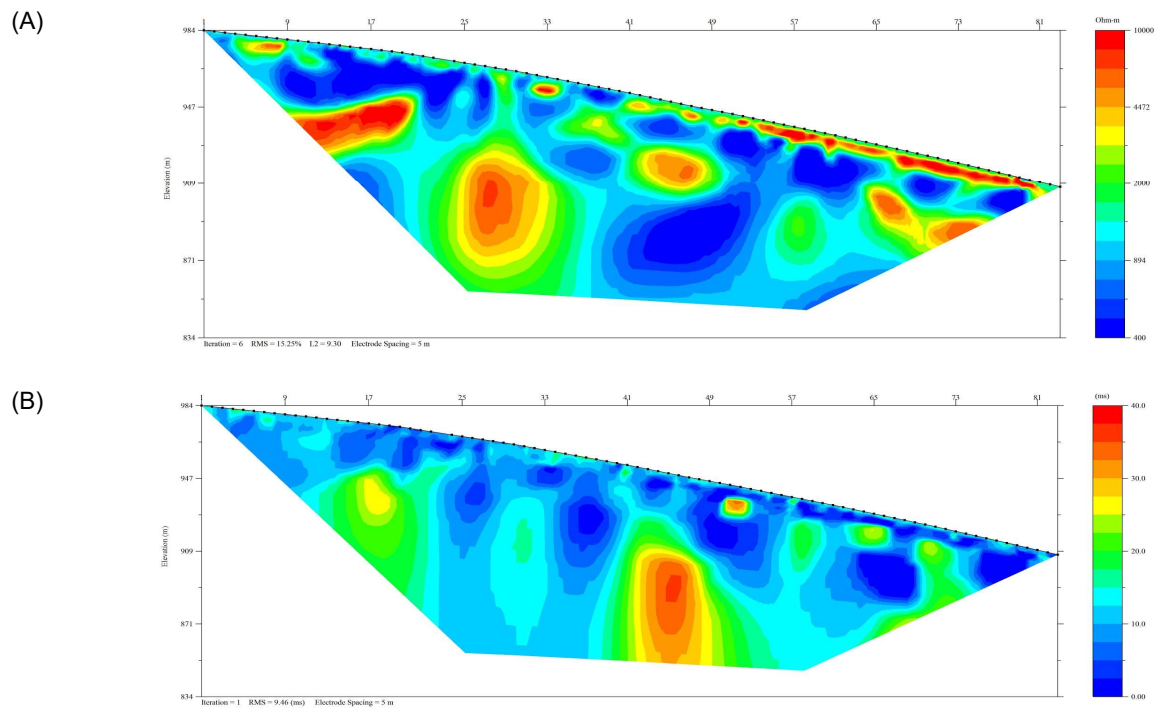 (A)
1 9 17 25 33 41 49 57 65 73 81
Ohm-m
984
947
909
871
834
Elevation (m)
10000
4472
2000
894
400
Iteration = 6 RMS = 15.25% L2 = 9.30 Electrode Spacing = 5 m
(B)
1 9 17 25 33 41 49 57 65 73 81
(ms)
984
947
909
871
834
Elevation (m)
40.0
30.0
20.0
10.0
0.00
Iteration = 1 RMS = 9.46 (ms) Electrode Spacing = 5 m